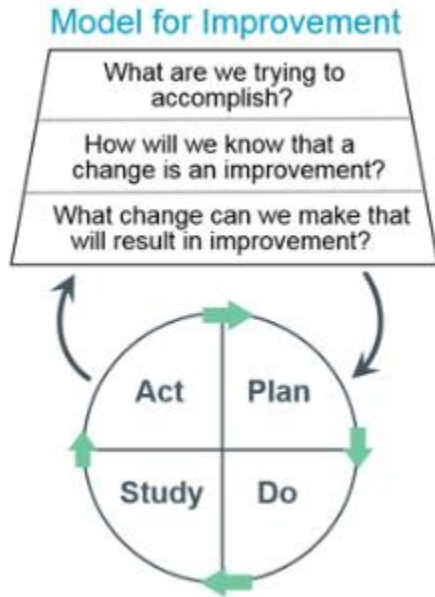 Model for Improvement
What are we trying to
accomplish?
How will we know that a
change is an improvement?
What change can we make that
will result in improvement?
Act
Plan
Study
Do